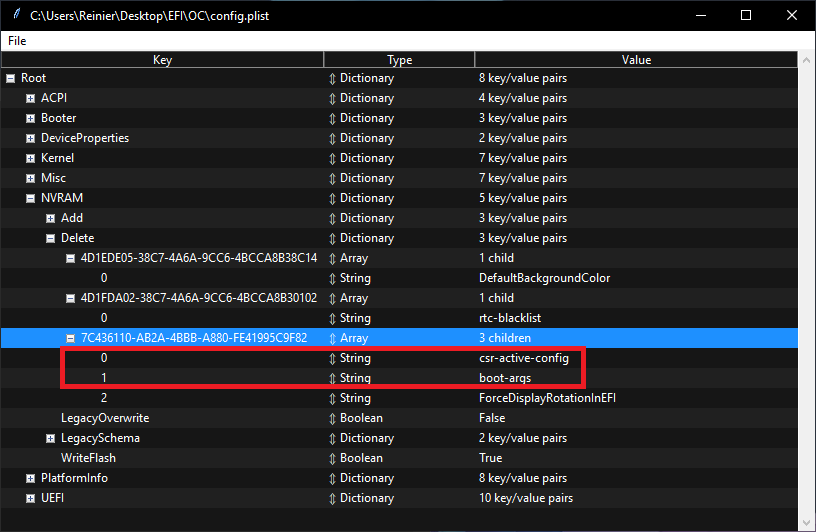 C:\Users\Reinier\Desktop\EFI\OC\config.plist
File
Key Type Value
Root Dictionary 8 key/value pairs
ACPI Dictionary 4 key/value pairs
Booter Dictionary 3 key/value pairs
DeviceProperties Dictionary 2 key/value pairs
Kernel Dictionary 7 key/value pairs
Misc Dictionary 7 key/value pairs
NVRAM Dictionary 5 key/value pairs
Add Dictionary 3 key/value pairs
Delete Dictionary 3 key/value pairs
4D1EDE05-38C7-4A6A-9CC6-4BCCA8B38C14 Array 1 child
0 String DefaultBackgroundColor
4D1FDA02-38C7-4A6A-9CC6-4BCCA8B30102 Array 1 child
0 String rtc-blacklist
7C436110-AB2A-4BBB-A880-FE41995C9F82 Array 3 children
0 String csr-active-config
1 String boot-args
2 String ForceDisplayRotationInEFI
LegacyOverwrite Boolean False
LegacySchema Dictionary 2 key/value pairs
WriteFlash Boolean True
PlatformInfo Dictionary 8 key/value pairs
UEFI Dictionary 10 key/value pairs